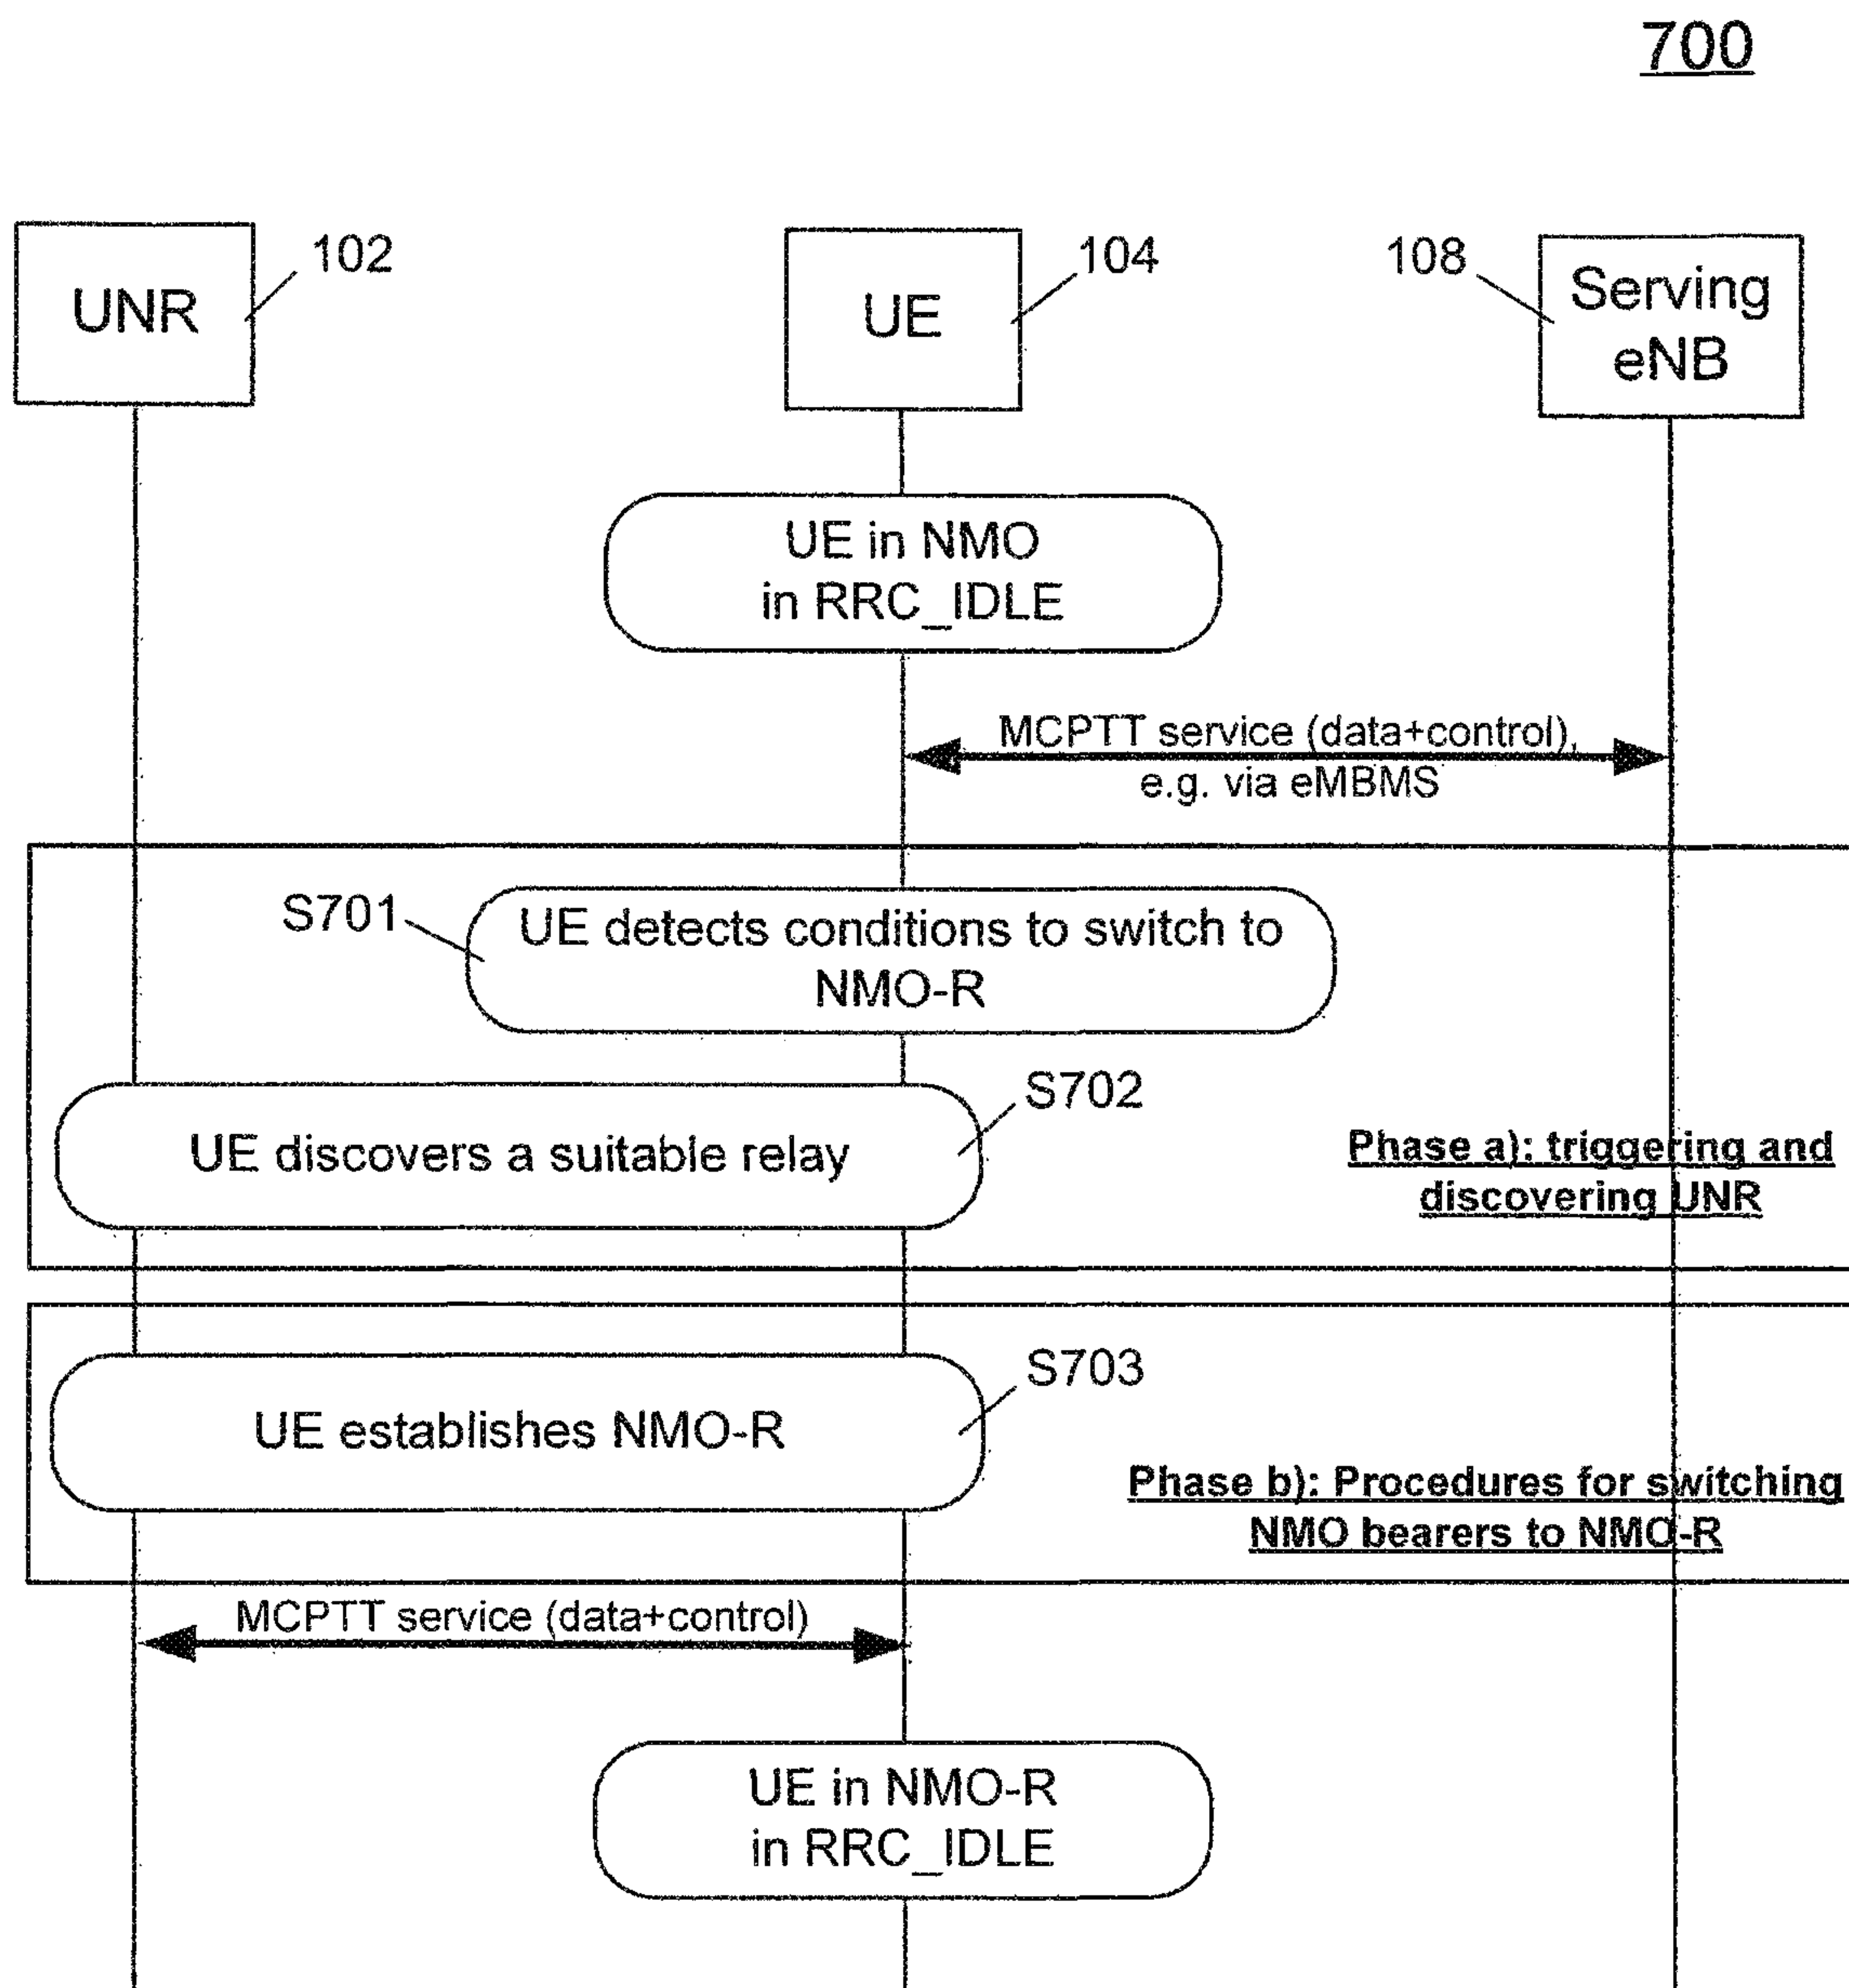 700
UNR
102
UE
104
108
Serving
eNB
UE in NMO
in RRC_IDLE
MCPTT service (data+control),
e.g. via eMBMS
S701
UE detects conditions to switch to
NMO-R
S702
UE discovers a suitable relay
Phase a): triggering and
discovering UNR
S703
UE establishes NMO-R
Phase b): Procedures for switching
NMO bearers to NMO-R
MCPTT service (data+control)
UE in NMO-R
in RRC_IDLE